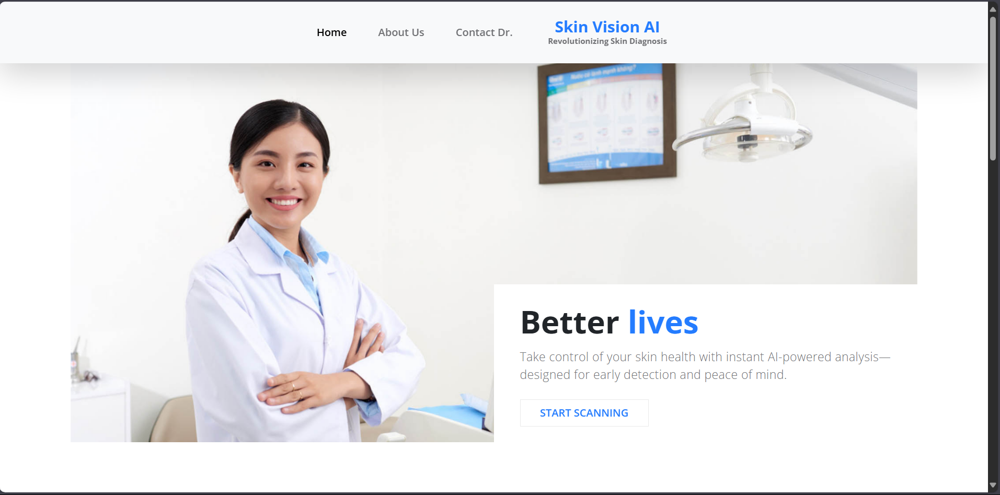 Home
About Us
Contact Dr.
Skin Vision AI
Revolutionizing Skin Diagnosis
Better lives
Take control of your skin health with instant AI-powered analysis—
designed for early detection and peace of mind.
START SCANNING